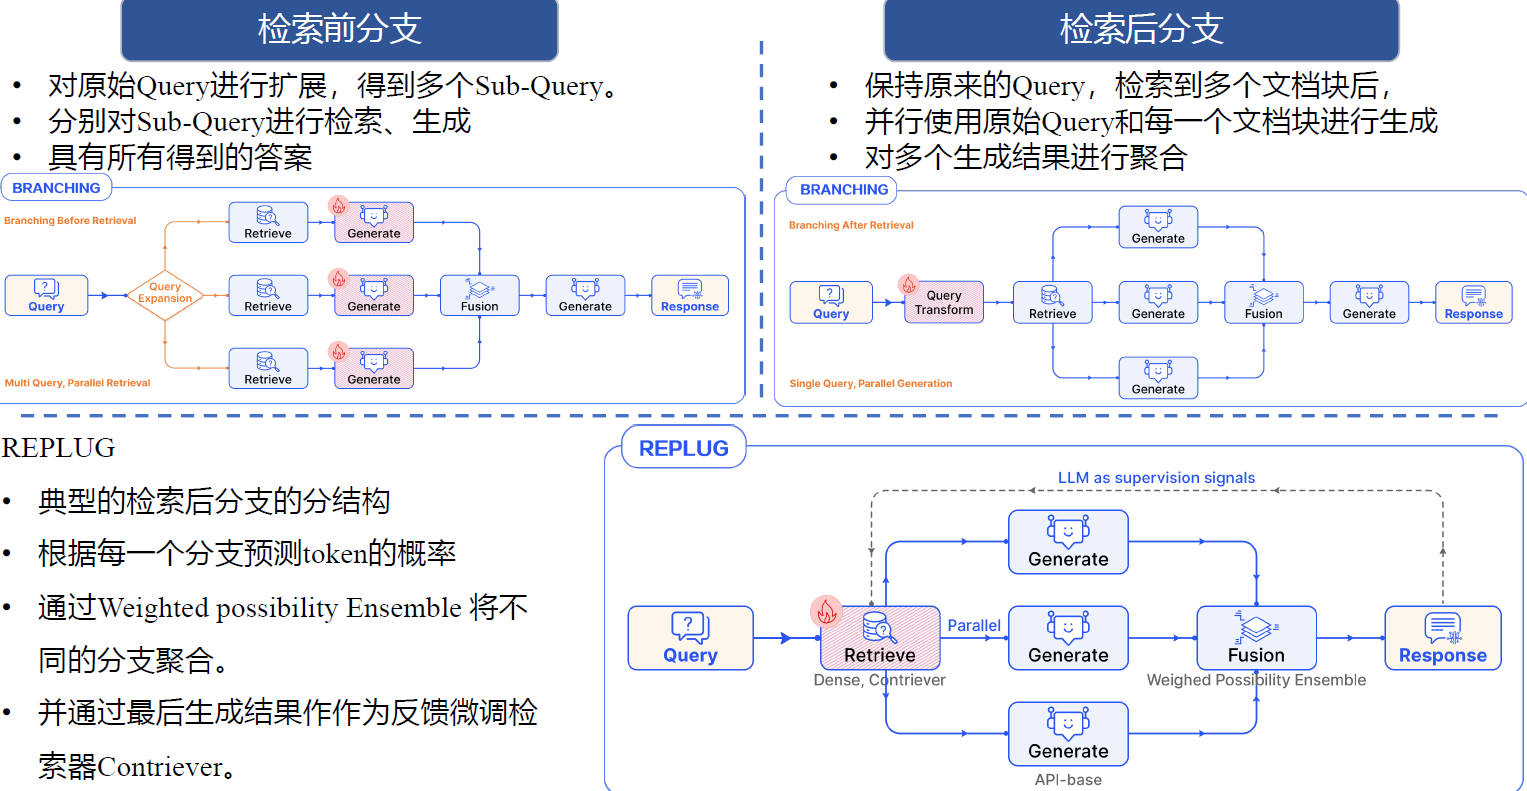 检索前分支
• 对原始Query进行扩展，得到多个Sub-Query。
• 分别对Sub-Query进行检索、生成
• 具有所有得到的答案
BRANCHING
Branching Before Retrieval
Retrieve
Generate
Query
Query
Expansion
Retrieve
Generate
Fusion
Generate
Response
Retrieve
Generate
Multi Query, Parallel Retrieval
检索后分支
• 保持原来的Query，检索到多个文档块后，
• 并行使用原始Query和每一个文档块进行生成
• 对多个生成结果进行聚合
BRANCHING
Branching After Retrieval
Generate
Query
Query
Transform
Retrieve
Generate
Fusion
Generate
Response
Generate
Single Query, Parallel Generation
REPLUG
• 典型的检索后分支的分结构
• 根据每一个分支预测token的概率
• 通过Weighted possibility Ensemble 将不
同的分支聚合。
• 并通过最后生成结果作作为反馈微调检
索器Contriever。
REPLUG
LLM as supervision signals
Generate
Query
Retrieve
Parallel
Generate
Fusion
Response
Dense, Contriever
Weighed Possibility Ensemble
Generate
API-base